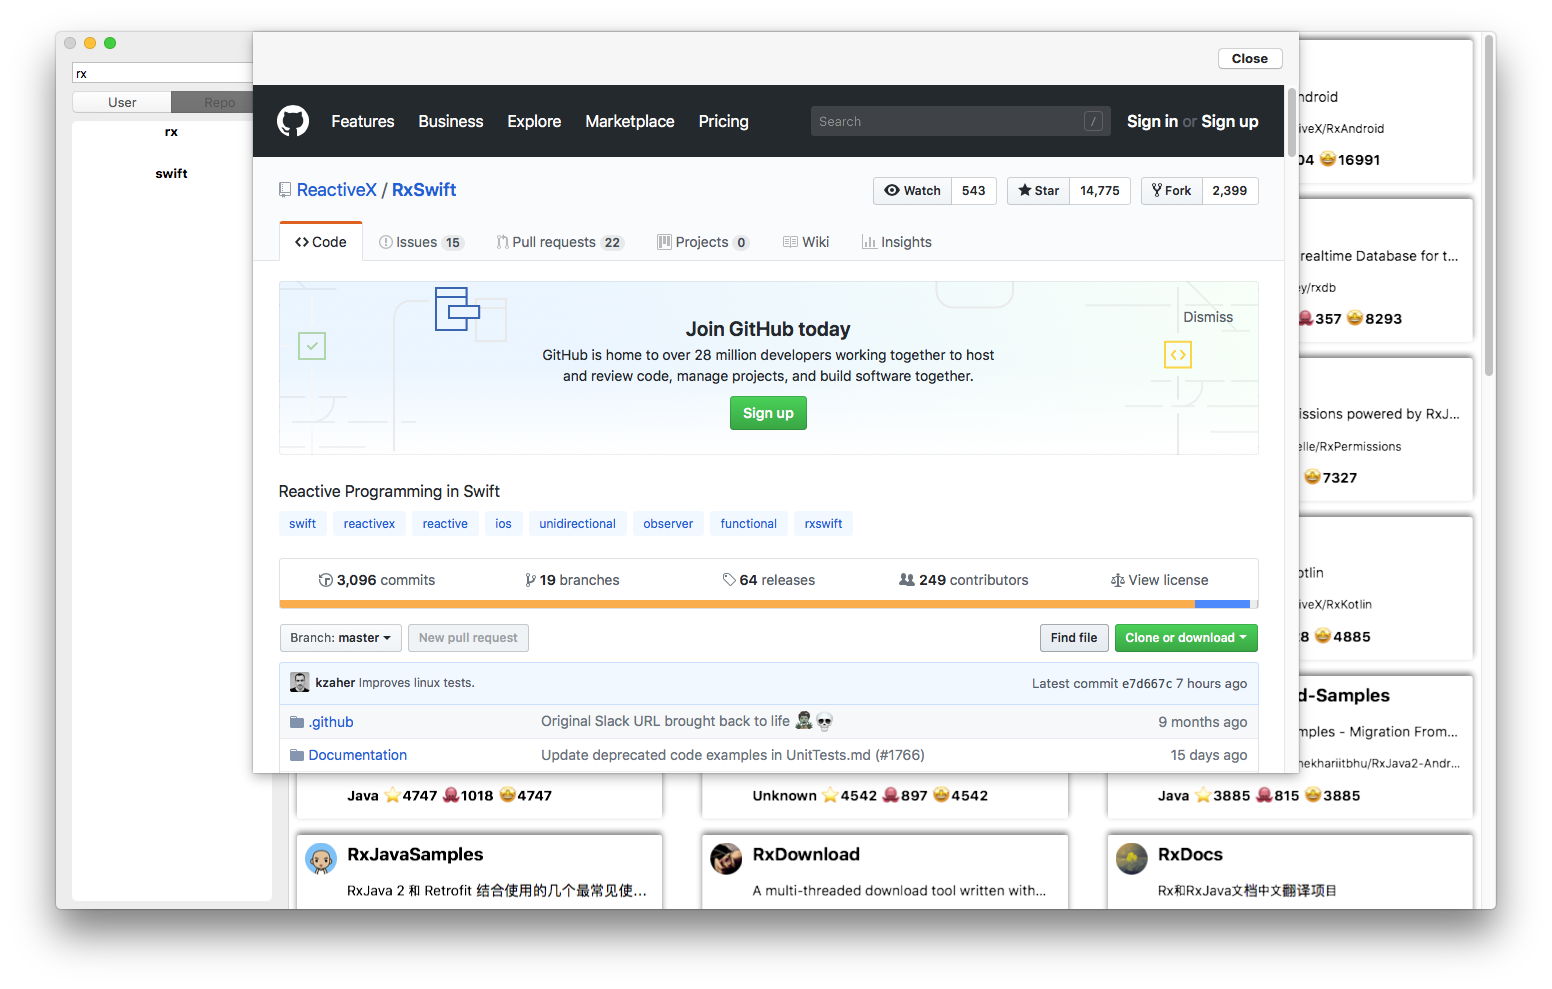 rx
User
Repo
rx
swift
Close
Features Business Explore Marketplace Pricing
Search /
Sign in or Sign up
ReactiveX / RxSwift
Watch 543
Star 14,775
Fork 2,399
Code
Issues 15
Pull requests 22
Projects 0
Wiki
Insights
Join GitHub today
Dismiss
GitHub is home to over 28 million developers working together to host
and review code, manage projects, and build software together.
Sign up
Reactive Programming in Swift
swift reactivex reactive ios unidirectional observer functional rxswift
3,096 commits
19 branches
64 releases
249 contributors
View license
Branch: master
New pull request
Find file
Clone or download
kzaher Improves linux tests.
Latest commit e7d667c 7 hours ago
.github
Original Slack URL brought back to life
9 months ago
Documentation
Update deprecated code examples in UnitTests.md (#1766)
15 days ago
ndroid
iveX/RxAndroid
04 🤩16991
realtime Database for t...
ey/rxdb
🐙357 🤩8293
issions powered by RxJ...
elle/RxPermissions
🤩7327
otlin
iveX/RxKotlin
28 🤩4885
d-Samples
mples - Migration From...
nekhariitbhu/RxJava2-Andr...
Java ⭐4747 🐙1018 🤩4747
Unknown ⭐4542 🐙897 🤩4542
Java ⭐3885 🐙815 🤩3885
RxJavaSamples
RxJava 2 和 Retrofit 结合使用的几个最常见使...
RxDownload
A multi-threaded download tool written with...
RxDocs
Rx和RxJava文档中文翻译项目